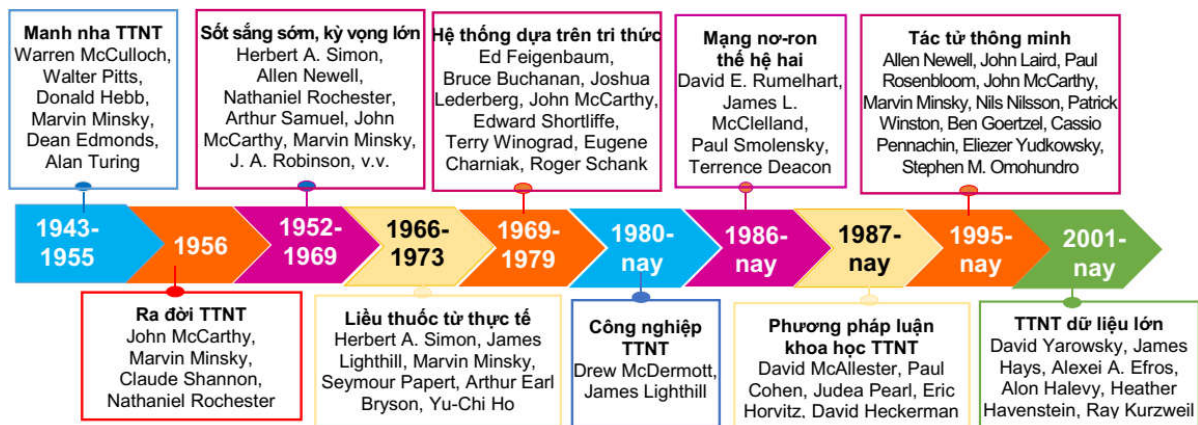 Manh nha TTNT
Warren McCulloch,
Walter Pitts,
Donald Hebb,
Marvin Minsky,
Dean Edmonds,
Alan Turing
Sốt sắng sớm, kỳ vọng lớn
Herbert A. Simon,
Allen Newell,
Nathaniel Rochester,
Arthur Samuel, John
McCarthy, Marvin Minsky,
J. A. Robinson, v.v.
Hệ thống dựa trên tri thức
Ed Feigenbaum,
Bruce Buchanan, Joshua
Lederberg, John McCarthy,
Edward Shortliffe,
Terry Winograd, Eugene
Charniak, Roger Schank
Mạng nơ-ron
thế hệ hai
David E. Rumelhart,
James L.
McClelland,
Paul Smolensky,
Terrence Deacon
Tác tử thông minh
Allen Newell, John Laird, Paul
Rosenbloom, John McCarthy,
Marvin Minsky, Nils Nilsson, Patrick
Winston, Ben Goertzel, Cassio
Pennachin, Eliezer Yudkowsky,
Stephen M. Omohundro
1943-
1955
1956
1952-
1969
1966-
1973
1969-
1979
1980-
nay
1986-
nay
1987-
nay
1995-
nay
2001-
nay
Ra đời TTNT
John McCarthy,
Marvin Minsky,
Claude Shannon,
Nathaniel Rochester
Liều thuốc từ thực tế
Herbert A. Simon, James
Lighthill, Marvin Minsky,
Seymour Papert, Arthur Earl
Bryson, Yu-Chi Ho
Công nghiệp
TTNT
Drew McDermott,
James Lighthill
Phương pháp luận
khoa học TTNT
David McAllester, Paul
Cohen, Judea Pearl, Eric
Horvitz, David Heckerman
TTNT dữ liệu lớn
David Yarowsky, James
Hays, Alexei A. Efros,
Alon Halevy, Heather
Havenstein, Ray Kurzweil